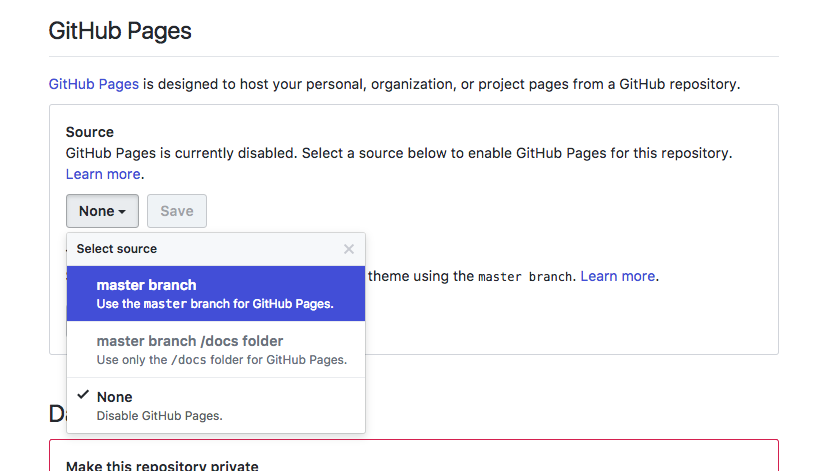 GitHub Pages
GitHub Pages is designed to host your personal, organization, or project pages from a GitHub repository.
Source
GitHub Pages is currently disabled. Select a source below to enable GitHub Pages for this repository.
Learn more.
None
Save
Select source
theme using the master branch. Learn more.
master branch
Use the master branch for GitHub Pages.
master branch /docs folder
Use only the /docs folder for GitHub Pages.
None
Disable GitHub Pages.
Make this repository private